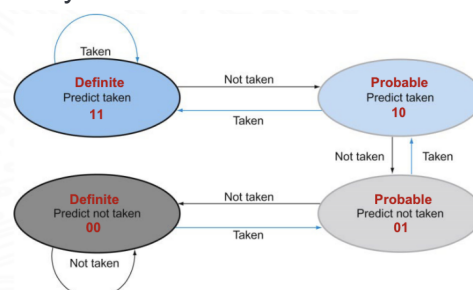 Taken
Definite
Predict taken
11
Not taken
Taken
Probable
Predict taken
10
Not taken
Taken
Definite
Predict not taken
00
Not taken
Taken
Probable
Predict not taken
01
Not taken